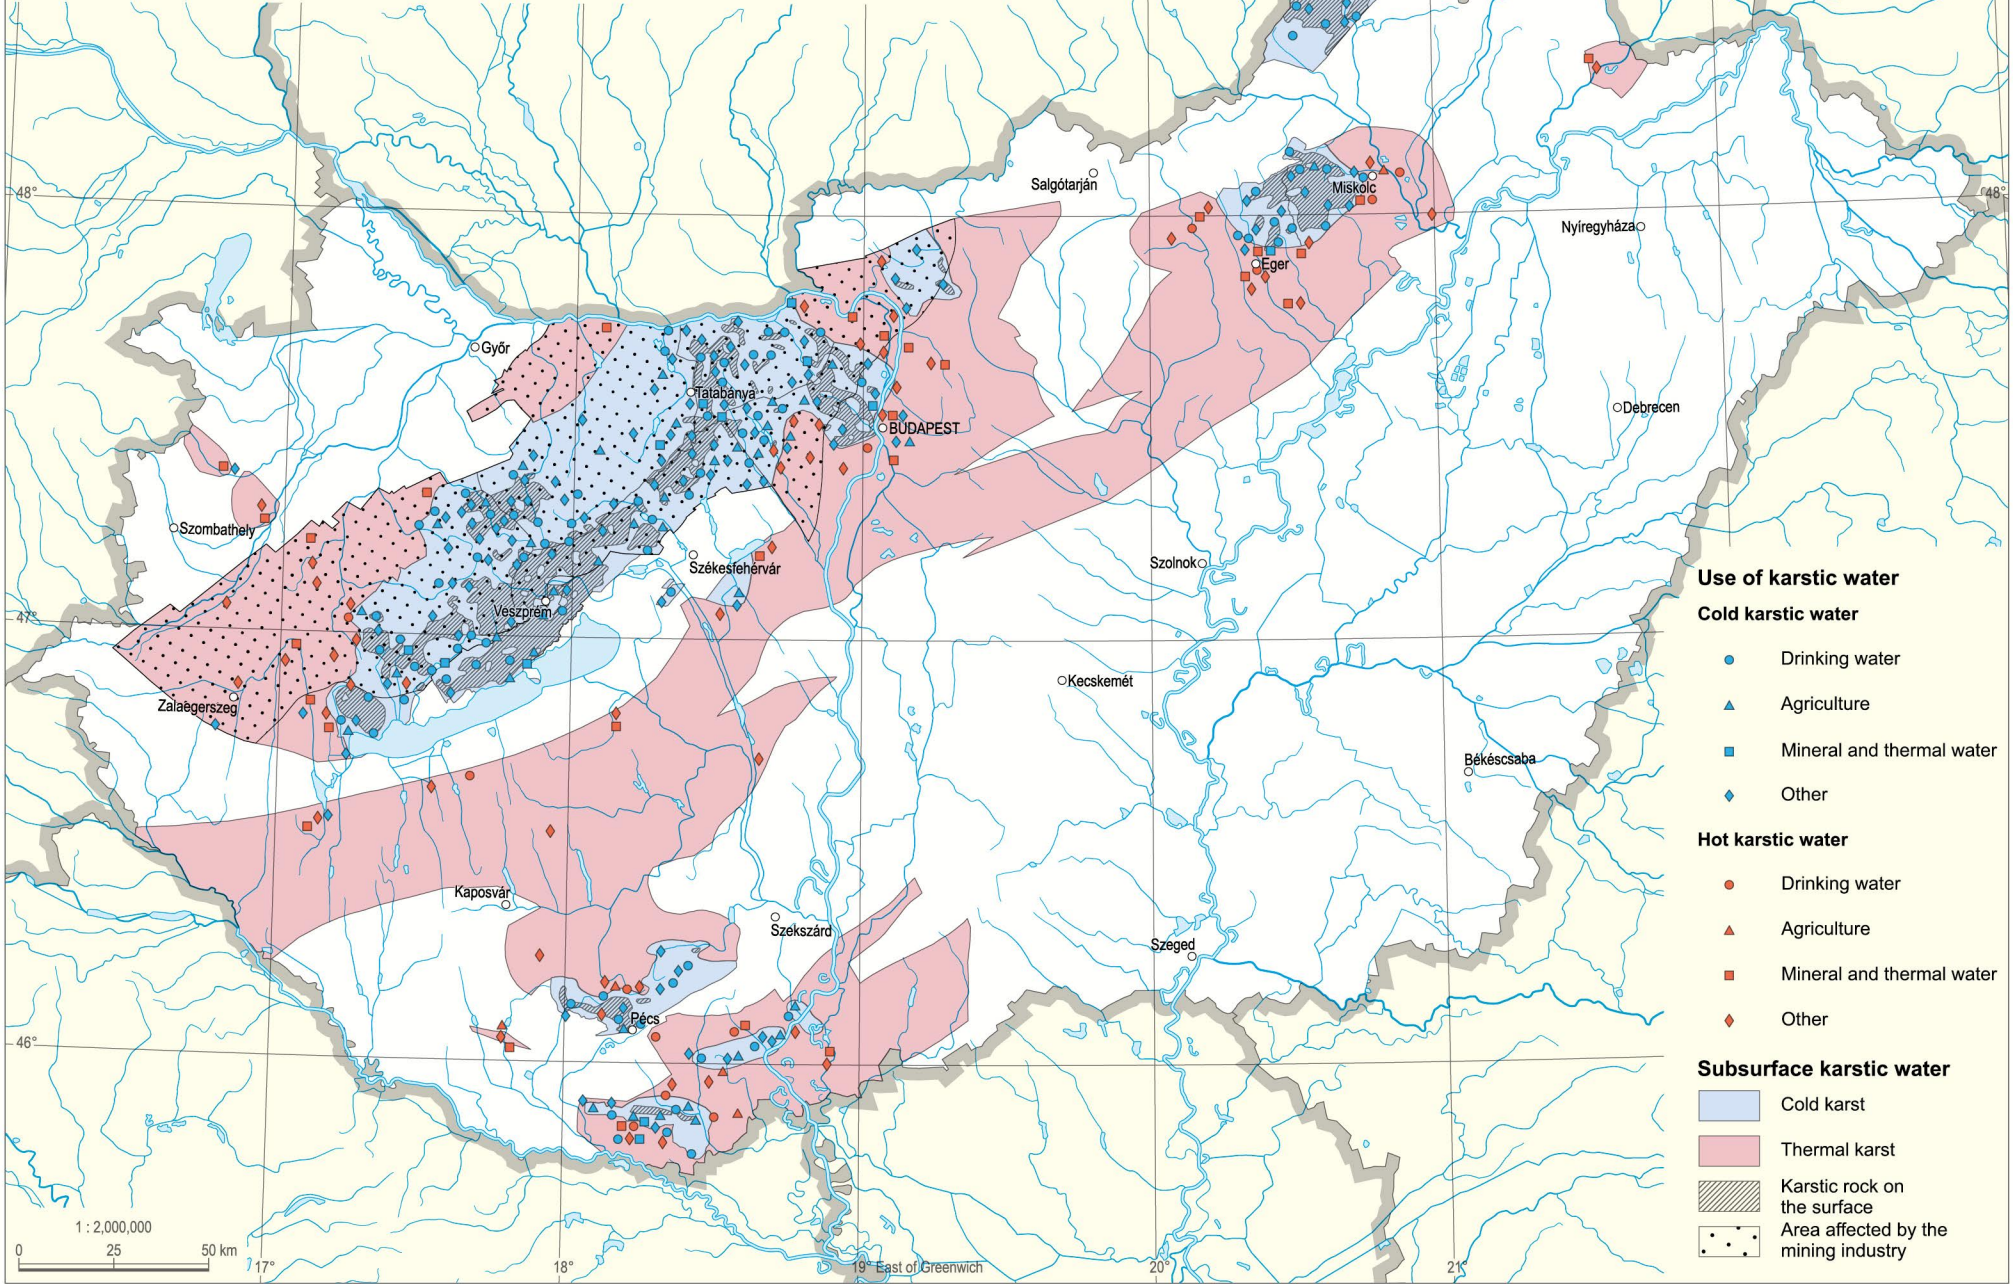 Salgótarján
Miskolc
48°
48°
Nyíregyháza
Eger
Győr
Tatabánya
Debrecen
BUDAPEST
Szombathely
Székesfehérvár
Szolnok
Use of karstic water
Veszprém
Cold karstic water
47°
Drinking water
Kecskemét
Zalaegerszeg
Agriculture
Mineral and thermal water
Békéscsaba
Other
Hot karstic water
Kaposvár
Drinking water
Szekszárd
Agriculture
Szeged
Mineral and thermal water
Pécs
Other
46°
Subsurface karstic water
Cold karst
Thermal karst
Karstic rock on
the surface
1 : 2,000,000
Area affected by the
mining industry
0 25 50 km
17° 18° 19° East of Greenwich 20° 21°